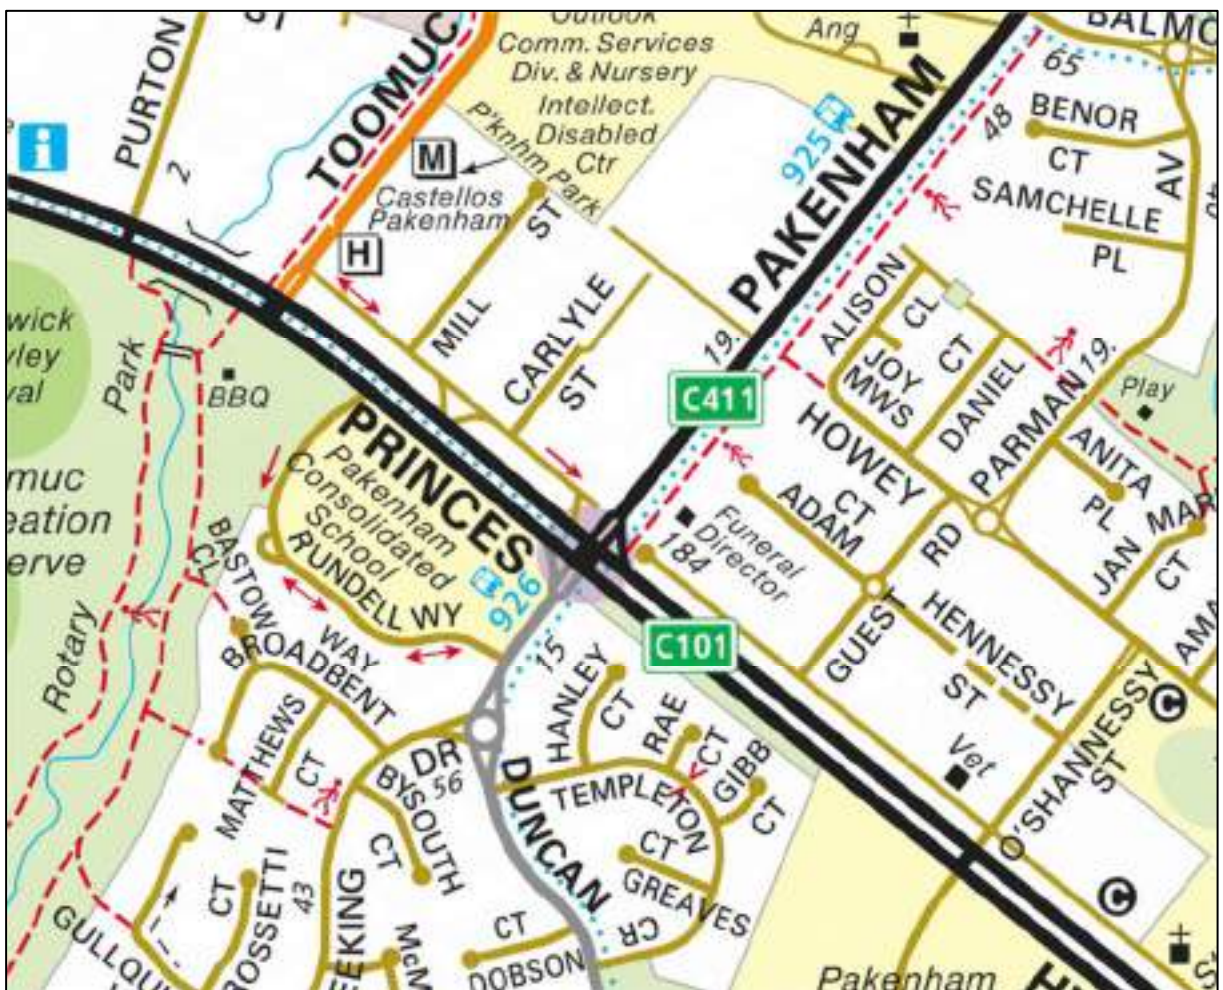 Outlook
Comm. Services
Div. & Nursery
Intellect.
Disabled
Ctr
P'knhm Park
Ang
BALMO
PURTON
CT
TOOMUC
PAKENHAM
925
65
48
BENOR
CT
SAMCHELLE
PL
AV
2
M
Castellos
Pakenham
H
ST
MILL
CARLYLE
ST
19
C411
ALISON
CL
JOY
MWS
CT
DANIEL
PARMAN
19
Play
HOWEY
RD
ANITA
PL
MAR
JAN
CT
AMA
wick
yley
val
Park
BBQ
muc
eation
erve
Rotary
PRINCES
Pakenham
Consolidated
School
RUNDELL WY
WAY
926
BASTOW
CL
BROADBENT
DR
56
CT
ADAM
Funeral
Director
184
C101
15
GUEST
HENNESSY
ST
O'SHANNESSY
ST
Vet
C
C
HANLEY
CT
RAE
CT
GIBB
CT
TEMPLETON
CR
CT
GREAVES
DUNCAN
MATTHEWS
CT
BYSOUTH
CT
CT
ROSSETTI
43
EEKING
McM
CT
DOBSON
GULLQU
Pakenham
H
S